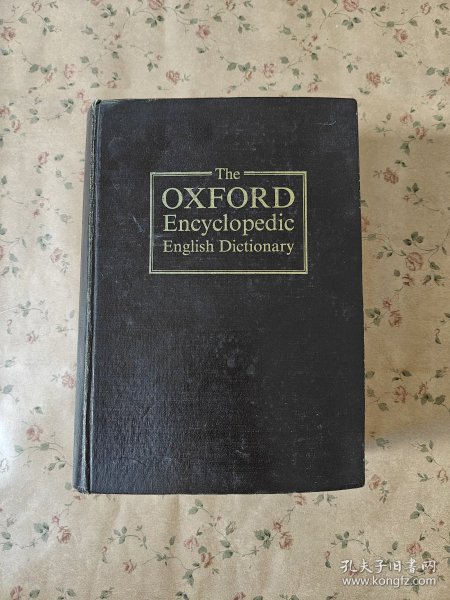 The
OXFORD
Encyclopedic
English Dictionary
孔夫子旧书网
www.kongfz.com